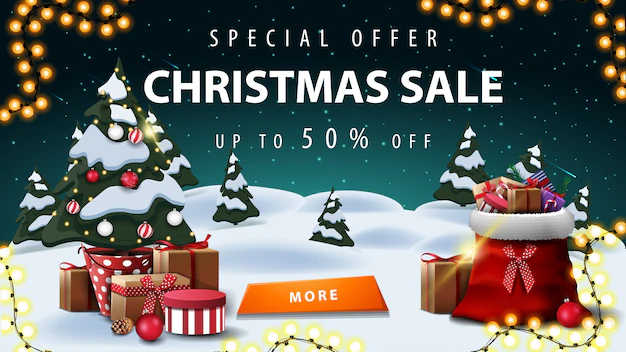 SPECIAL OFFER
CHRISTMAS SALE
UP TO 50% OFF
MORE